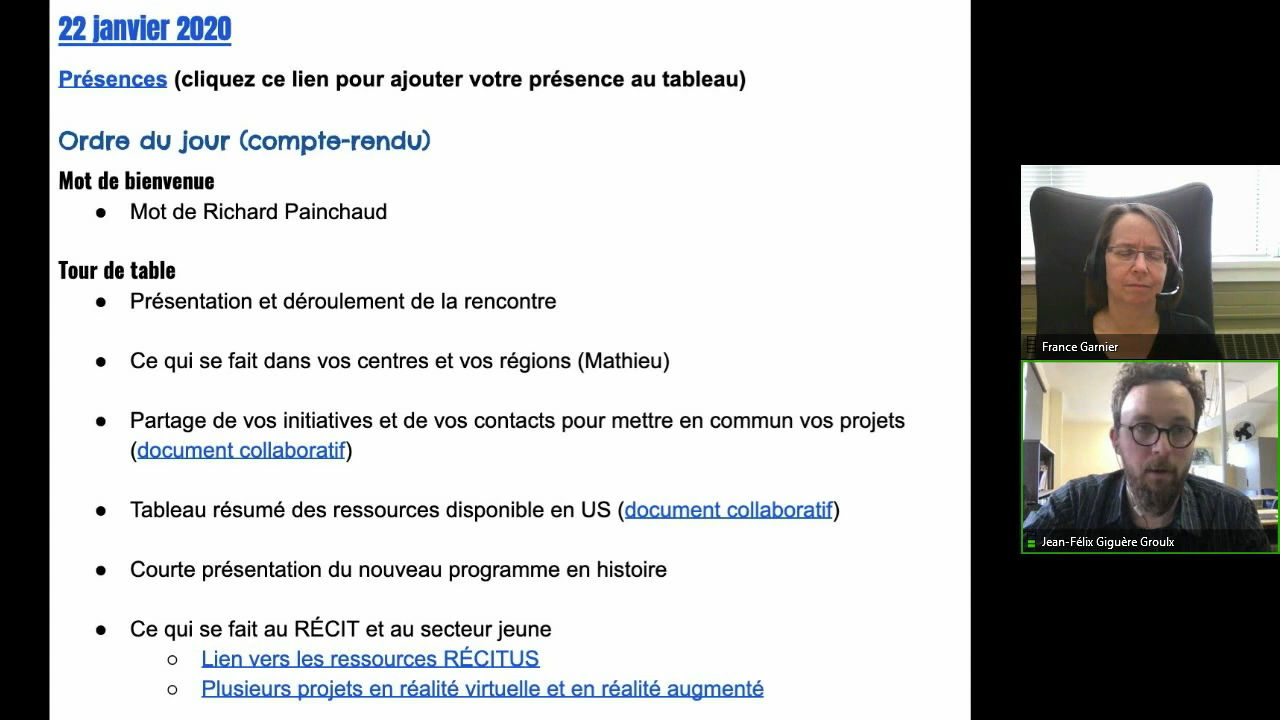 22 janvier 2020
Présences (cliquez ce lien pour ajouter votre présence au tableau)
Ordre du jour (compte-rendu)
Mot de bienvenue
● Mot de Richard Painchaud
Tour de table
● Présentation et déroulement de la rencontre
● Ce qui se fait dans vos centres et vos régions (Mathieu)
● Partage de vos initiatives et de vos contacts pour mettre en commun vos projets
(document collaboratif)
● Tableau résumé des ressources disponible en US (document collaboratif)
● Courte présentation du nouveau programme en histoire
● Ce qui se fait au RÉCIT et au secteur jeune
○ Lien vers les ressources RÉCITUS
○ Plusieurs projets en réalité virtuelle et en réalité augmenté
France Garnier
Jean-Félix Giguère Groulx